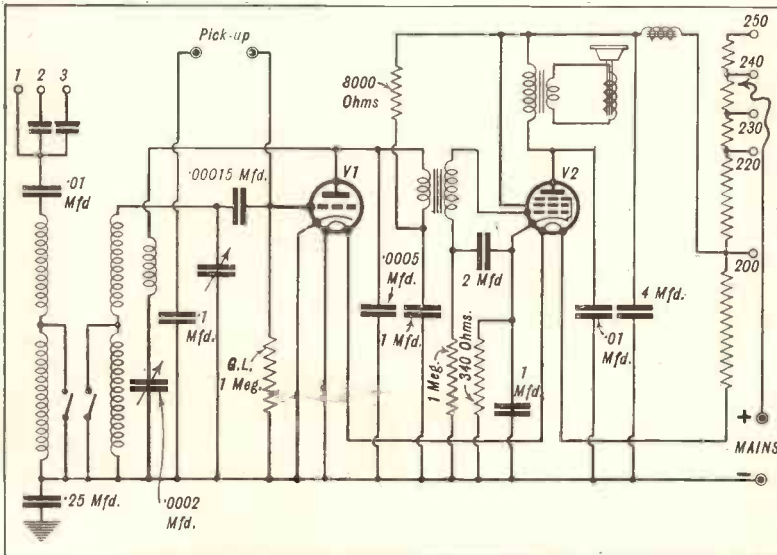 Pick-up
1 2 3
·01
Mfd
·00015 Mfd.
V1
8000
Ohms
V2
250
240
230
220
200
·0005
Mfd.
1 Mfd.
2 Mfd
·1
Mfd.
G.L.
1 Meg.
1 Meg.
340 Ohms.
1
Mfd.
·01
Mfd.
4 Mfd.
+
MAINS
-
·25 Mfd.
·0002
Mfd.